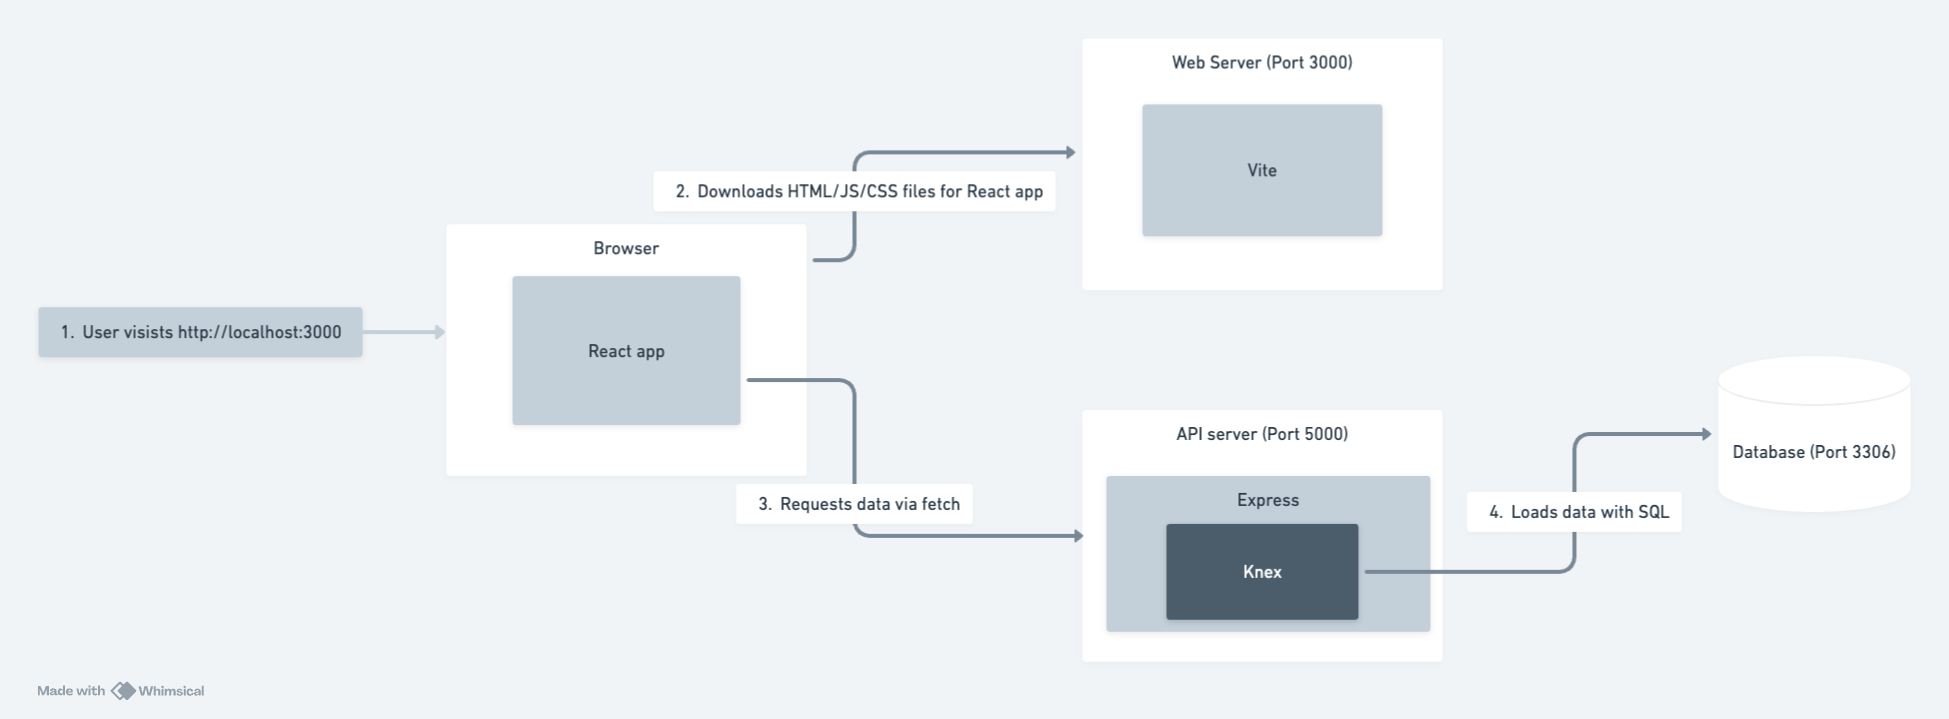 Web Server (Port 3000)
Vite
2. Downloads HTML/JS/CSS files for React app
Browser
React app
1. User visists http://localhost:3000
API server (Port 5000)
Express
Knex
3. Requests data via fetch
4. Loads data with SQL
Database (Port 3306)
Made with Whimsical